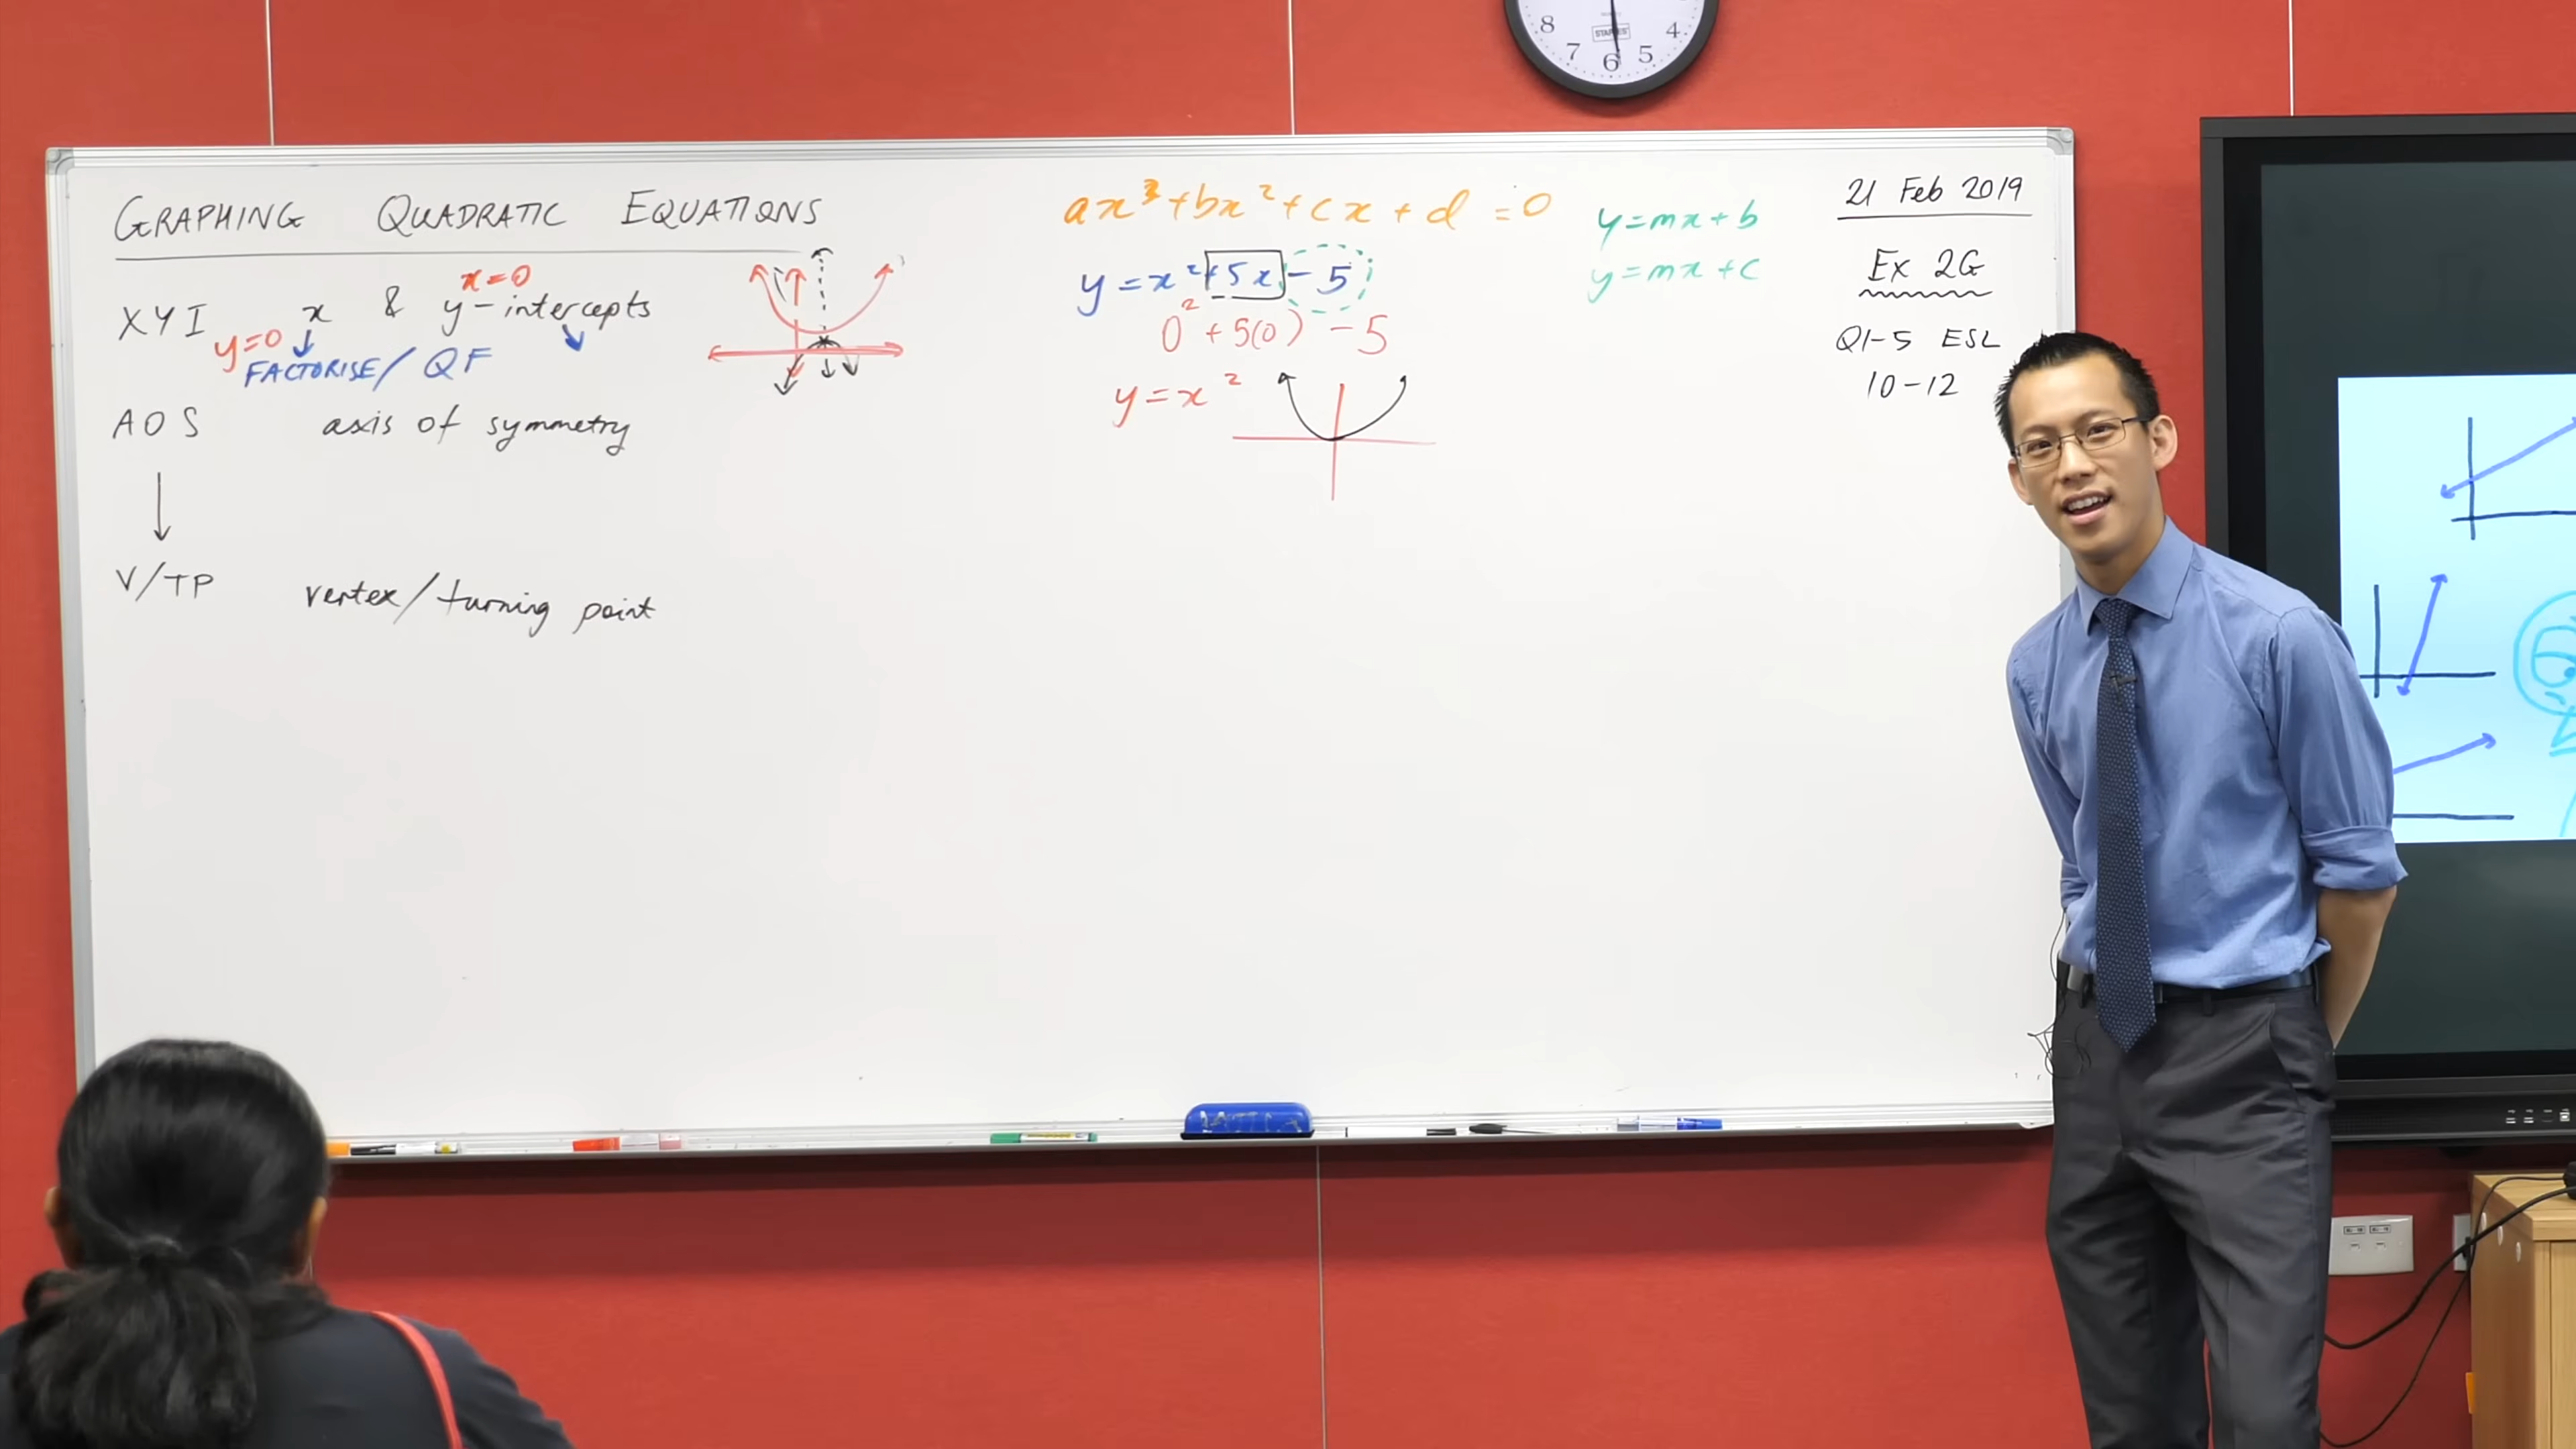 GRAPHING QUADRATIC EQUATIONS
x=0
XYI x & y-intercepts
y=0
FACTORISE/QF
AOS axis of symmetry
V/TP vertex/turning point
ax³+bx²+cx+d=0
y=x²+5x-5
0²+5(0)-5
y=x²
y=mx+b
y=mx+c
21 Feb 2019
Ex 2G
Q1-5 ESL
10-12
8 7 6 5 4
STAPLES